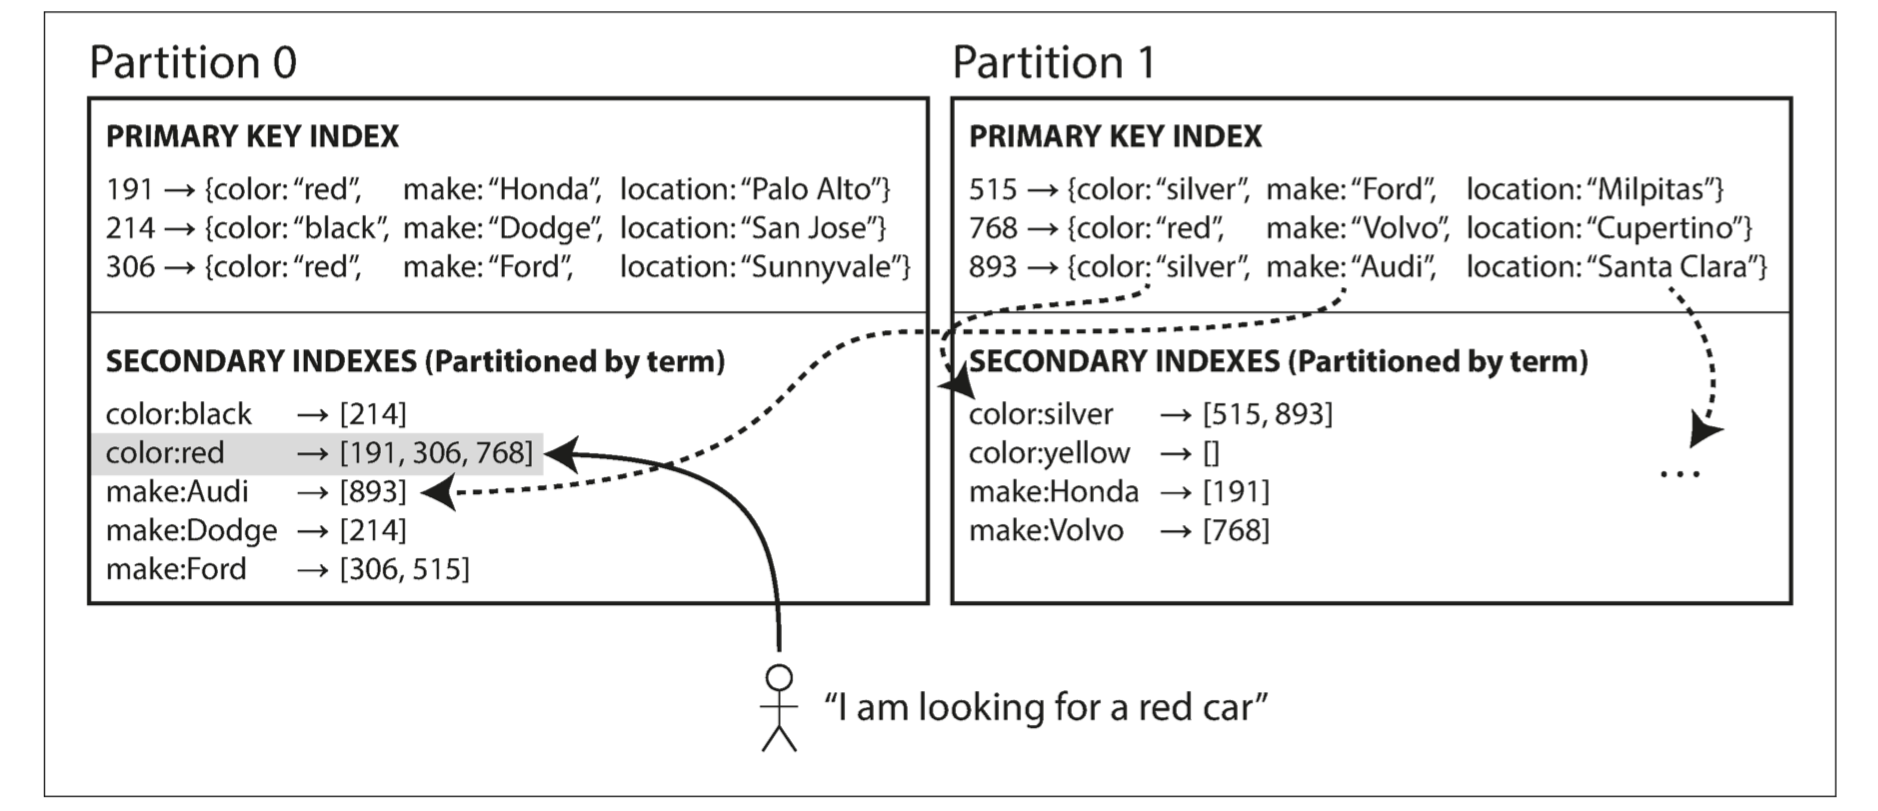 Partition 0
PRIMARY KEY INDEX
191 → {color: “red”, make: “Honda”, location: “Palo Alto”}
214 → {color: “black”, make: “Dodge”, location: “San Jose”}
306 → {color: “red”, make: “Ford”, location: “Sunnyvale”}
SECONDARY INDEXES (Partitioned by term)
color:black → [214]
color:red → [191, 306, 768]
make:Audi → [893]
make:Dodge → [214]
make:Ford → [306, 515]
Partition 1
PRIMARY KEY INDEX
515 → {color: “silver”, make: “Ford”, location: “Milpitas”}
768 → {color: “red”, make: “Volvo”, location: “Cupertino”}
893 → {color: “silver”, make: “Audi”, location: “Santa Clara”}
SECONDARY INDEXES (Partitioned by term)
color:silver → [515, 893]
color:yellow → []
make:Honda → [191]
make:Volvo → [768]
...
“I am looking for a red car”